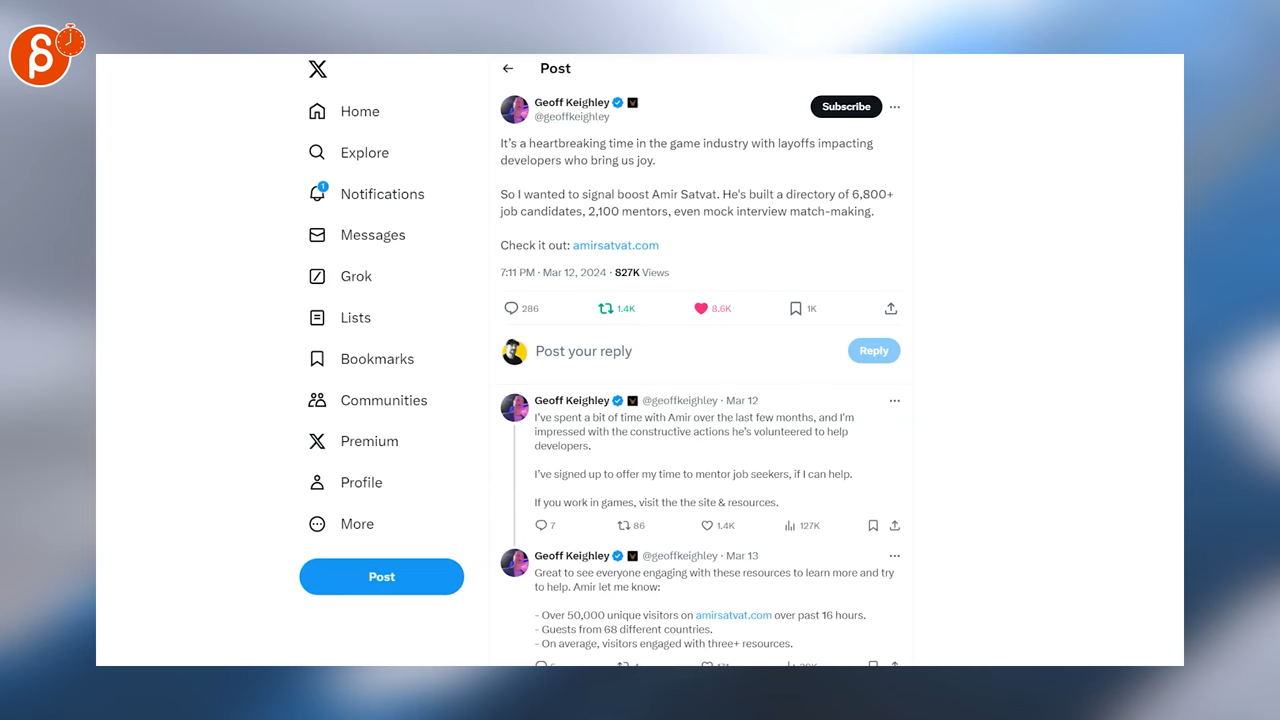 Post
Geoff Keighley
@geoffkeighley
Subscribe
It's a heartbreaking time in the game industry with layoffs impacting
developers who bring us joy.
So I wanted to signal boost Amir Satvat. He's built a directory of 6,800+
job candidates, 2,100 mentors, even mock interview match-making.
Check it out: amirsatvat.com
7:11 PM · Mar 12, 2024 · 827K Views
286 1.4K 8.6K 1K
Post your reply
Reply
Geoff Keighley @geoffkeighley · Mar 12
I've spent a bit of time with Amir over the last few months, and I'm
impressed with the constructive actions he's volunteered to help
developers.
I've signed up to offer my time to mentor job seekers, if I can help.
If you work in games, visit the the site & resources.
7 86 1.4K 127K
Geoff Keighley @geoffkeighley · Mar 13
Great to see everyone engaging with these resources to learn more and try
to help. Amir let me know:
- Over 50,000 unique visitors on amirsatvat.com over past 16 hours.
- Guests from 68 different countries.
- On average, visitors engaged with three+ resources.
Home
Explore
1
Notifications
Messages
Grok
Lists
Bookmarks
Communities
Premium
Profile
More
Post